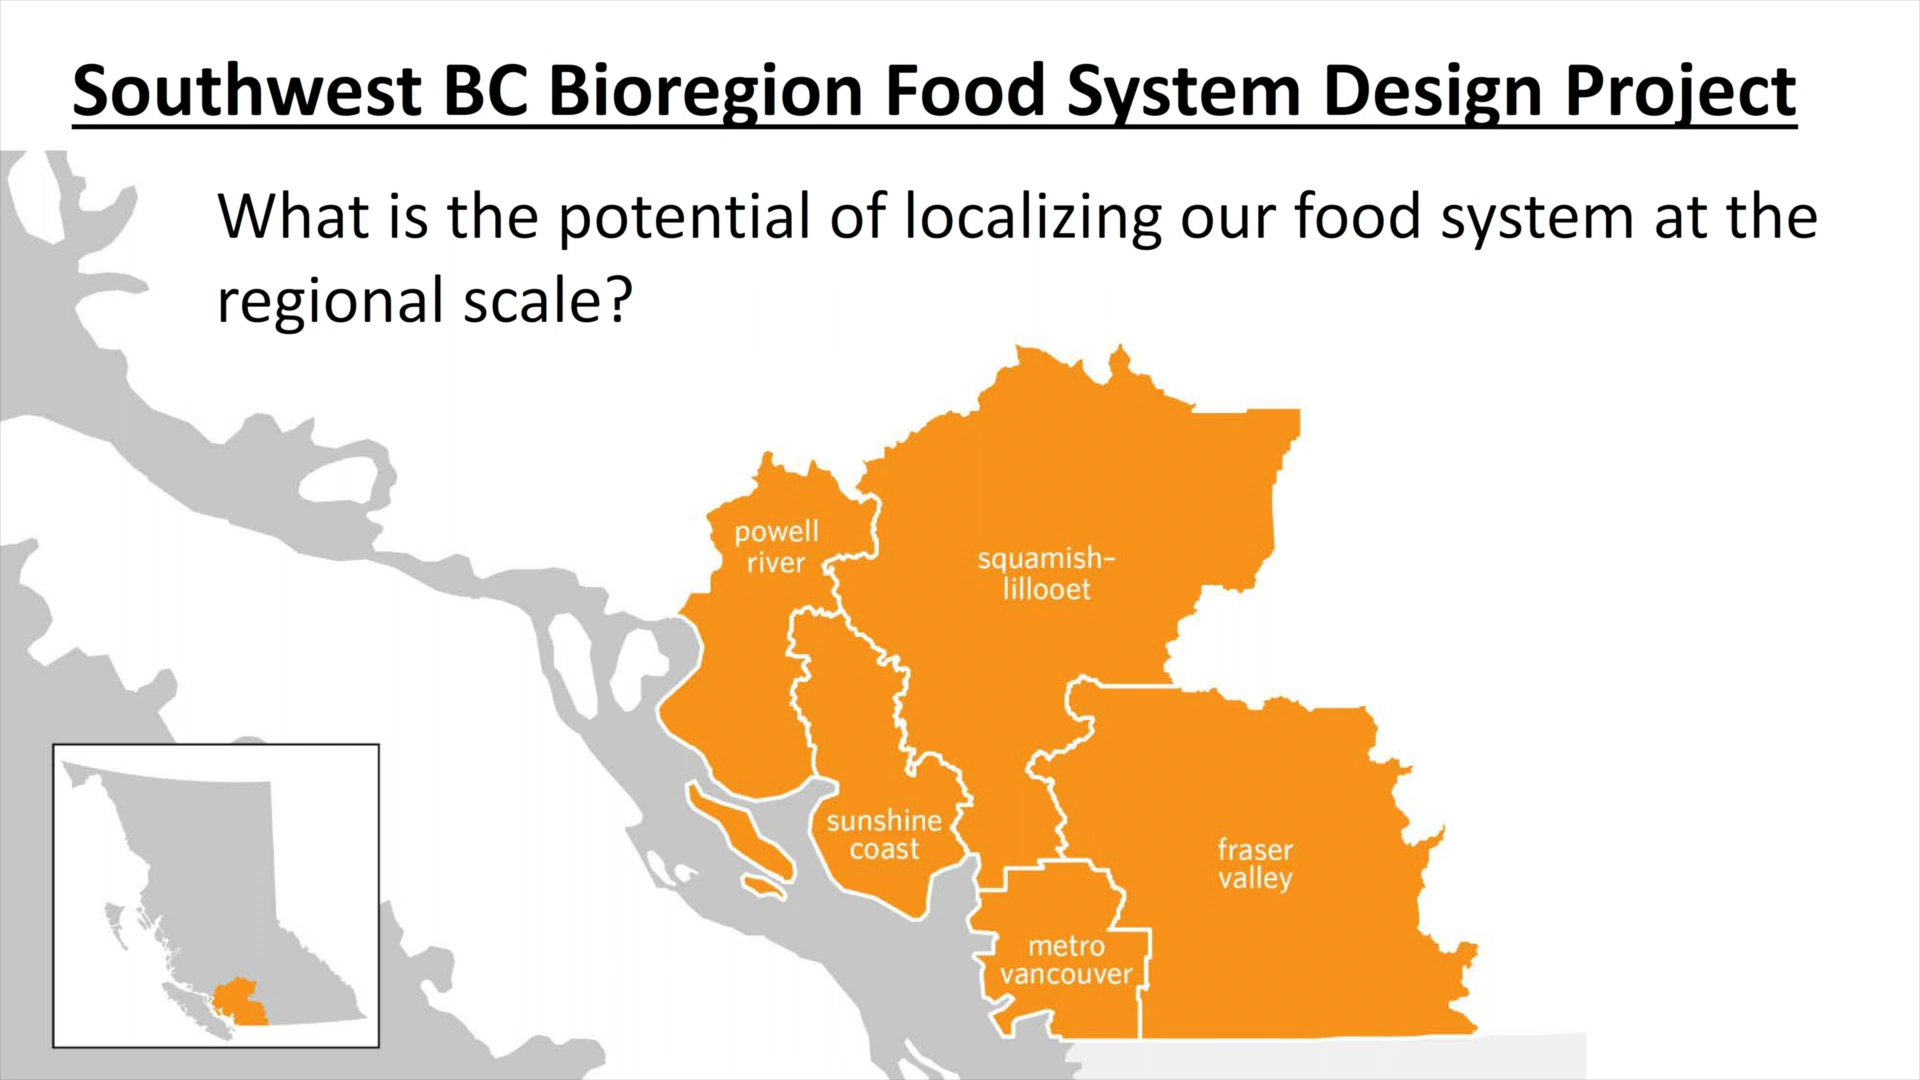 Southwest BC Bioregion Food System Design Project
What is the potential of localizing our food system at the
regional scale?
powell
river
squamish-
lillooet
sunshine
coast
fraser
valley
metro
vancouver